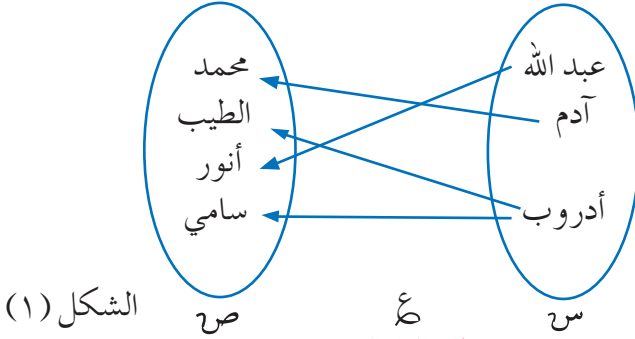 عبد الله
آدم
أدروب
محمد
الطيب
أنور
سامي
س ع ص الشكل (١)